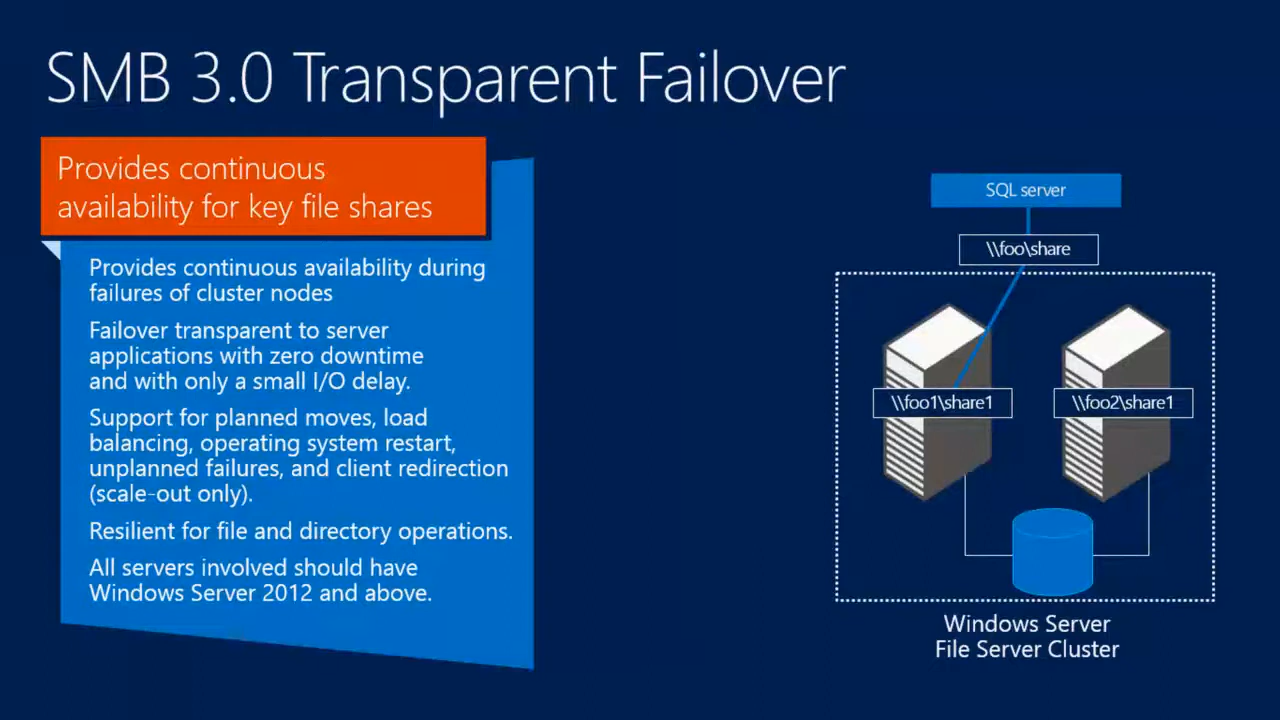 SMB 3.0 Transparent Failover
Provides continuous
availability for key file shares
Provides continuous availability during
failures of cluster nodes
Failover transparent to server
applications with zero downtime
and with only a small I/O delay.
Support for planned moves, load
balancing, operating system restart,
unplanned failures, and client redirection
(scale-out only).
Resilient for file and directory operations.
All servers involved should have
Windows Server 2012 and above.
SQL server
\\foo\share
\\foo1\share1
\\foo2\share1
Windows Server
File Server Cluster